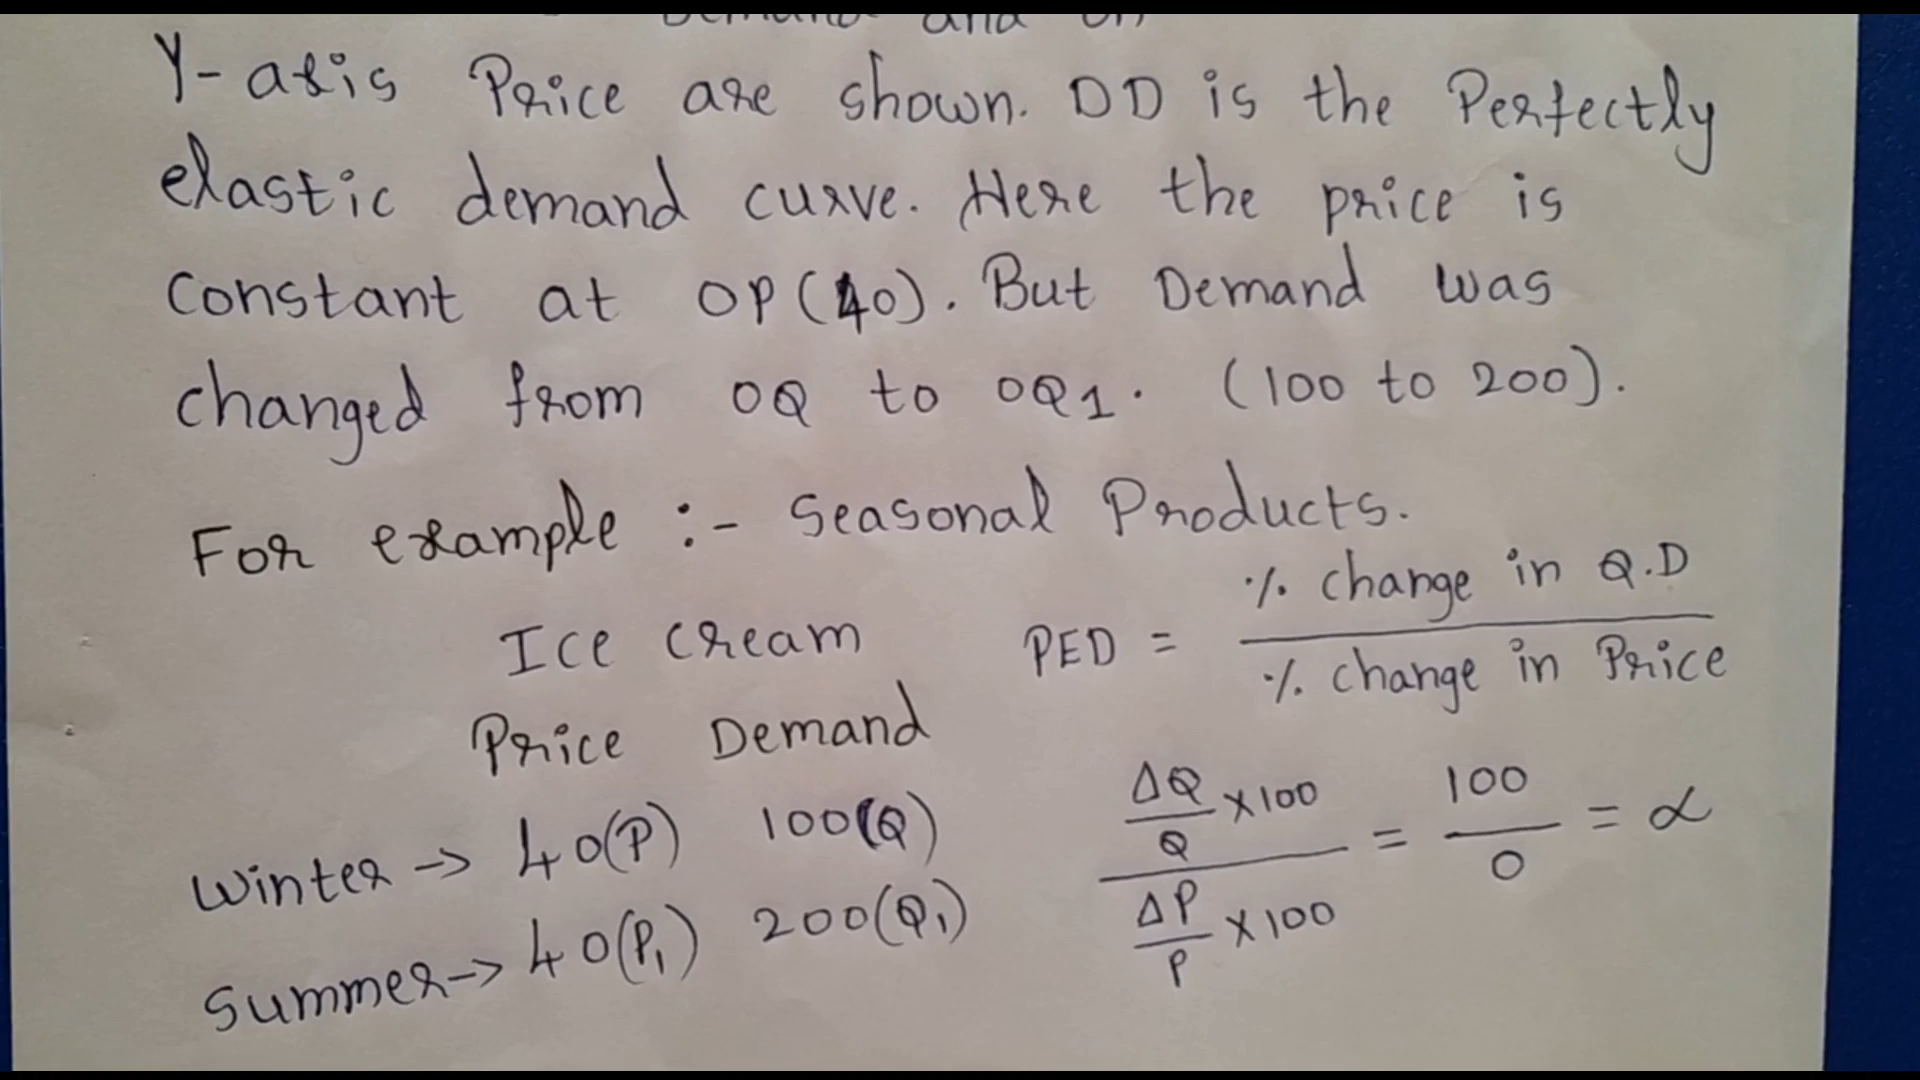 Demand and on
Y-axis Price are shown. DD is the Perfectly
elastic demand curve. Here the price is
constant at OP(40). But Demand was
changed from OQ to OQ1. (100 to 200).
For example :- Seasonal Products.
Ice cream
Price Demand
Winter -> 40(P) 100(Q)
Summer -> 40(P₁) 200(Q₁)
PED = % change in Q.D / % change in Price
ΔQ/Q X100 / ΔP/P X100 = 100/0 = α